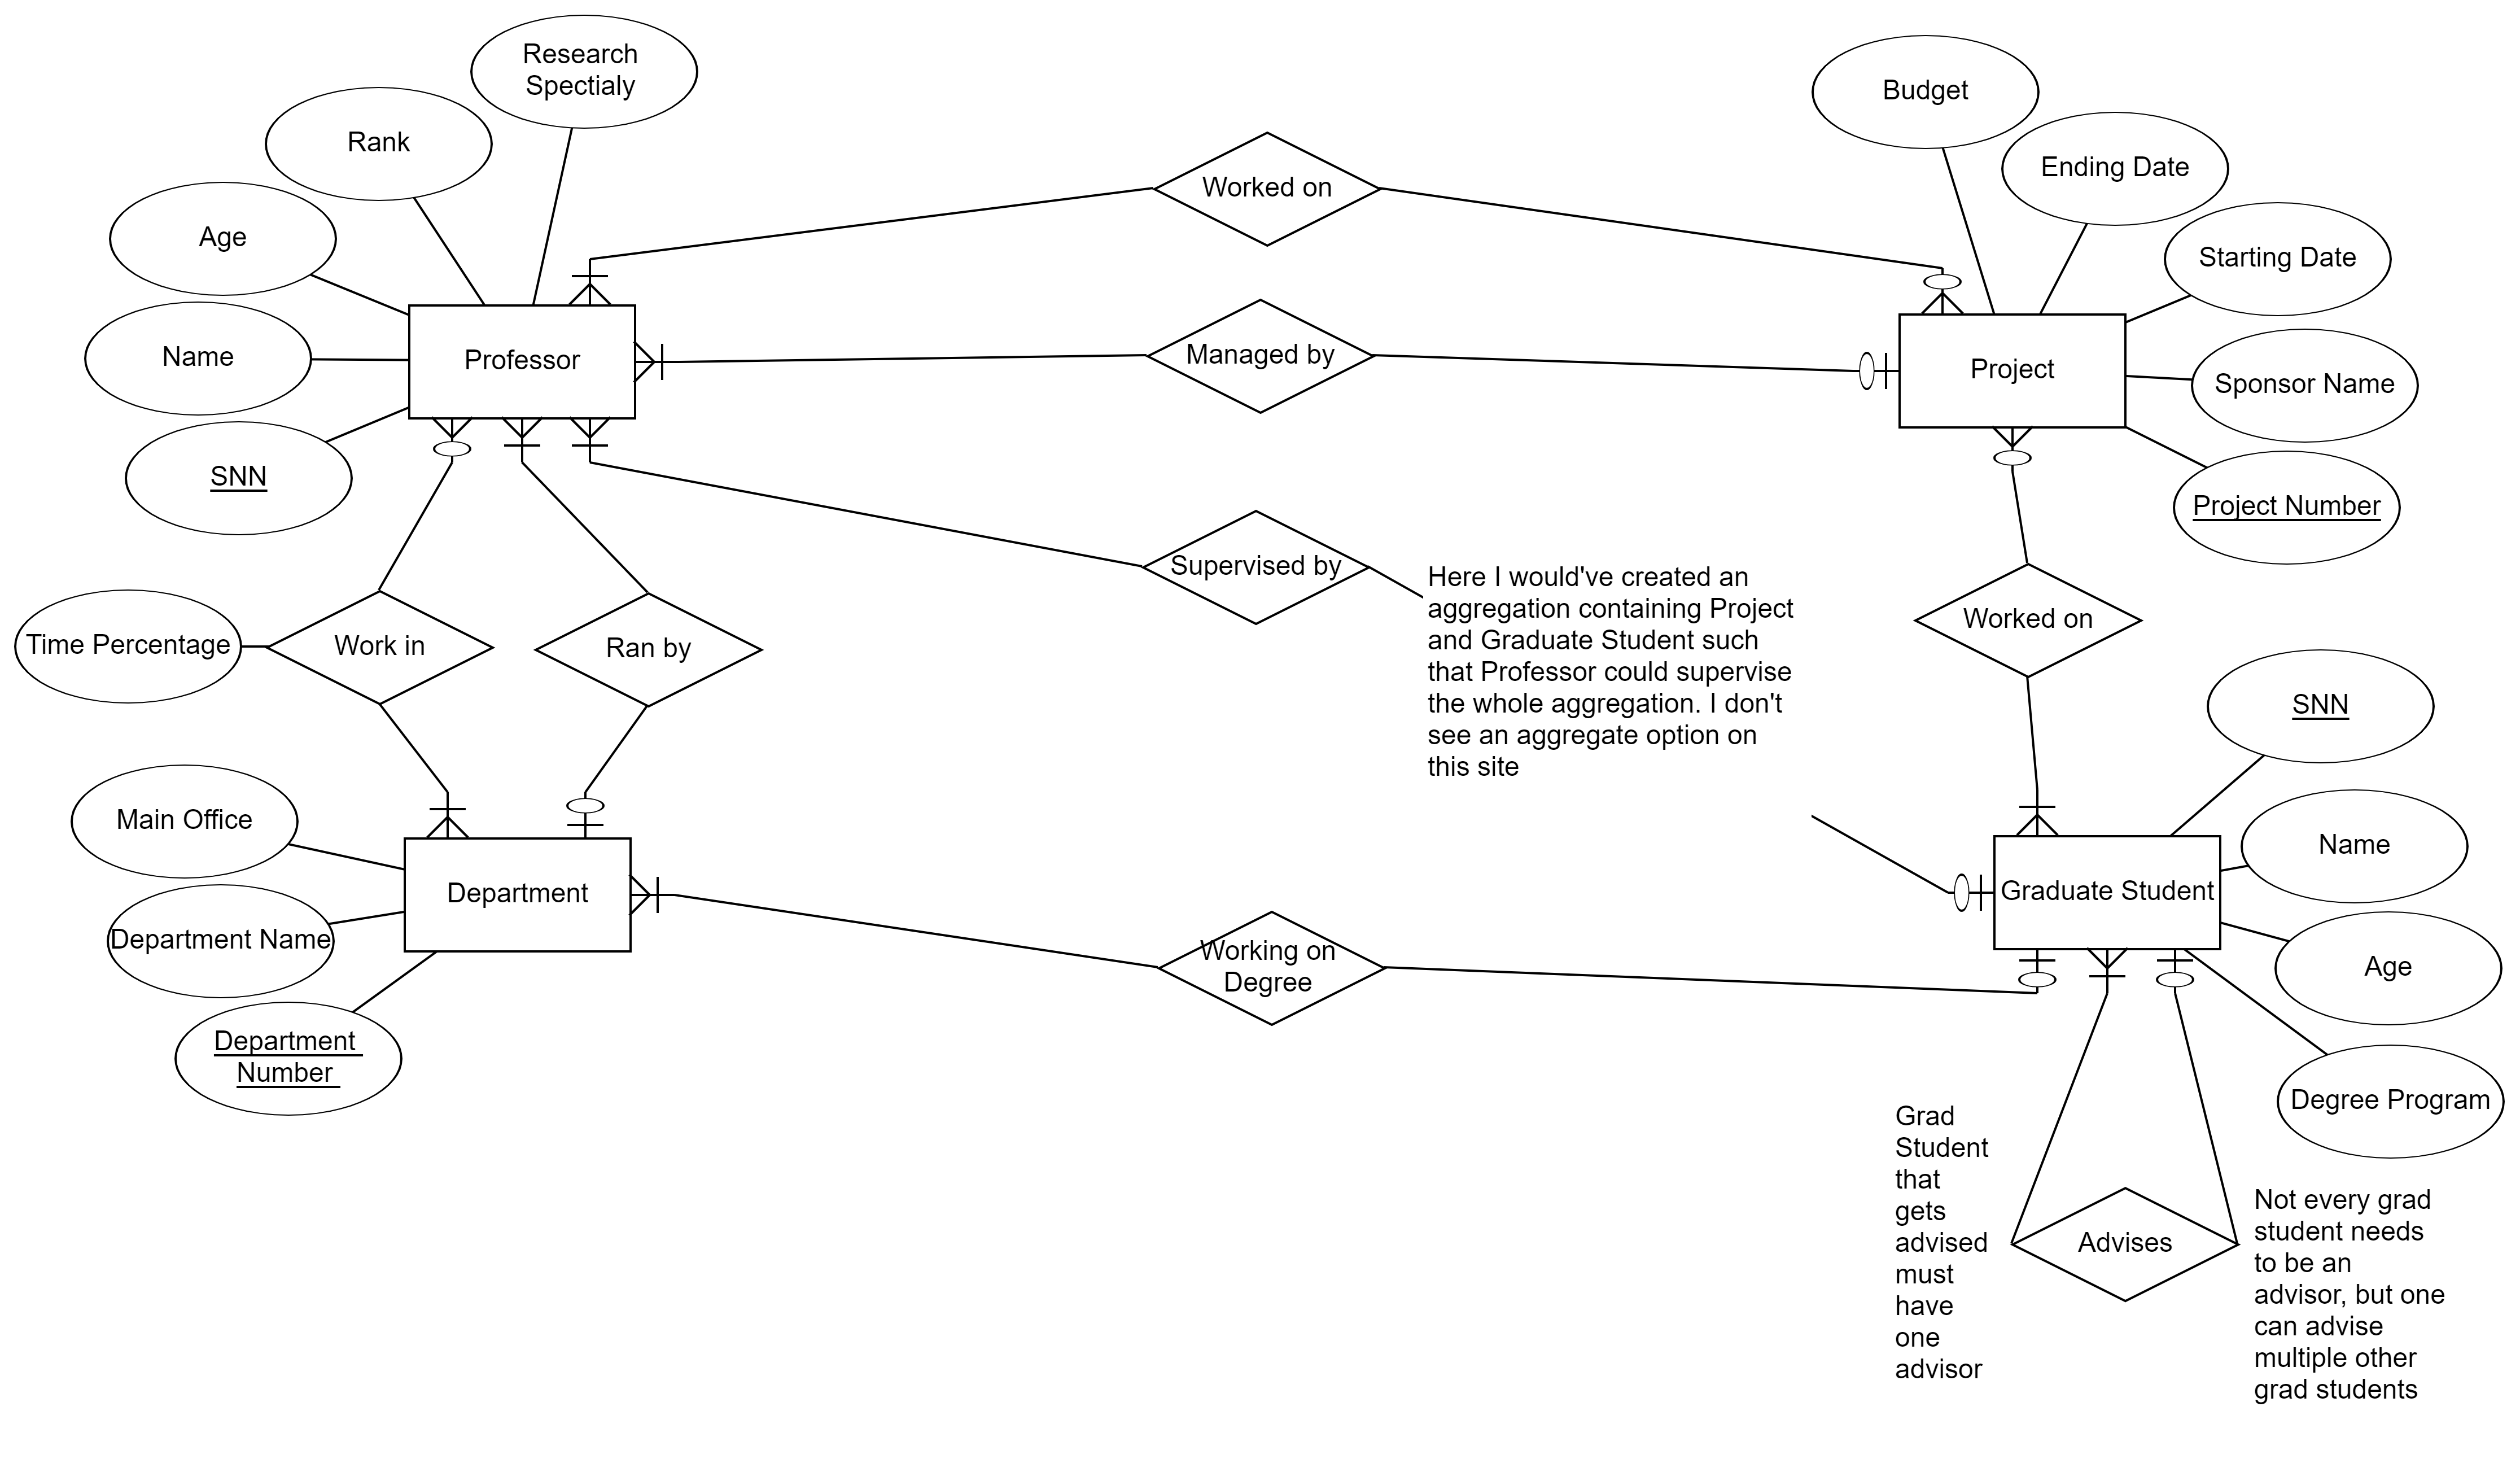 Research
Spectialy
Budget
Rank
Ending Date
Worked on
Age
Starting Date
Managed by
Name
Professor
Project
Sponsor Name
SNN
Project Number
Supervised by
Here I would've created an
aggregation containing Project
and Graduate Student such
that Professor could supervise
the whole aggregation. I don't
see an aggregate option on
this site
Worked on
Time Percentage
Work in
Ran by
SNN
Main Office
Name
Department
Graduate Student
Department Name
Working on
Degree
Age
Department
Number
Degree Program
Grad
Student
that
gets
advised
must
have
one
advisor
Advises
Not every grad
student needs
to be an
advisor, but one
can advise
multiple other
grad students